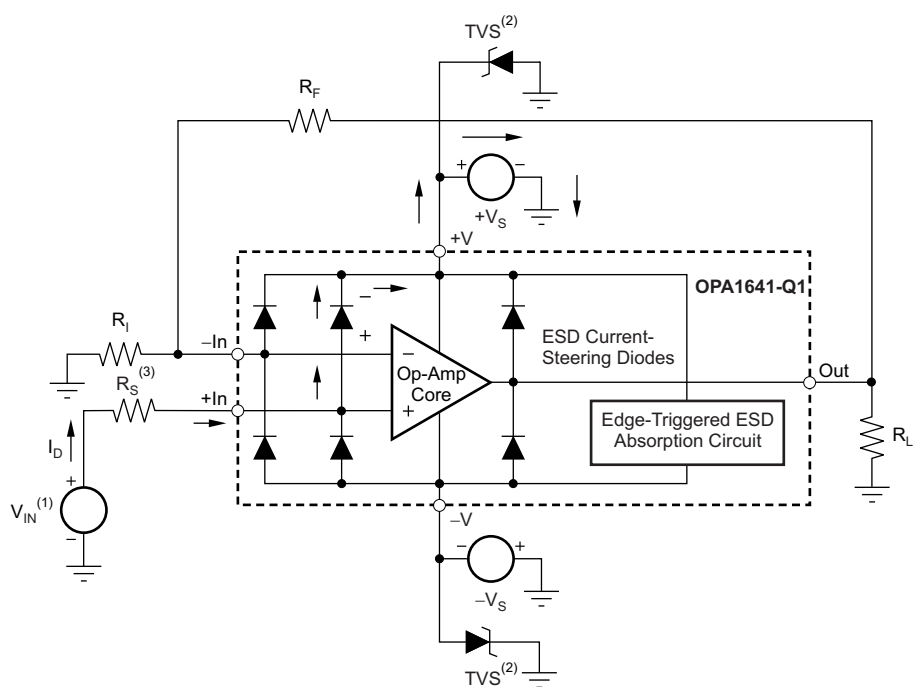 TVS(2)
RF
+ −
+VS
+V
OPA1641-Q1
−
+
RI
−In
ESD Current-
Steering Diodes
−
Op-Amp
Core
+
Out
RS(3)
+In
Edge-Triggered ESD
Absorption Circuit
RL
ID
+
VIN(1)
−
−V
− +
−VS
TVS(2)